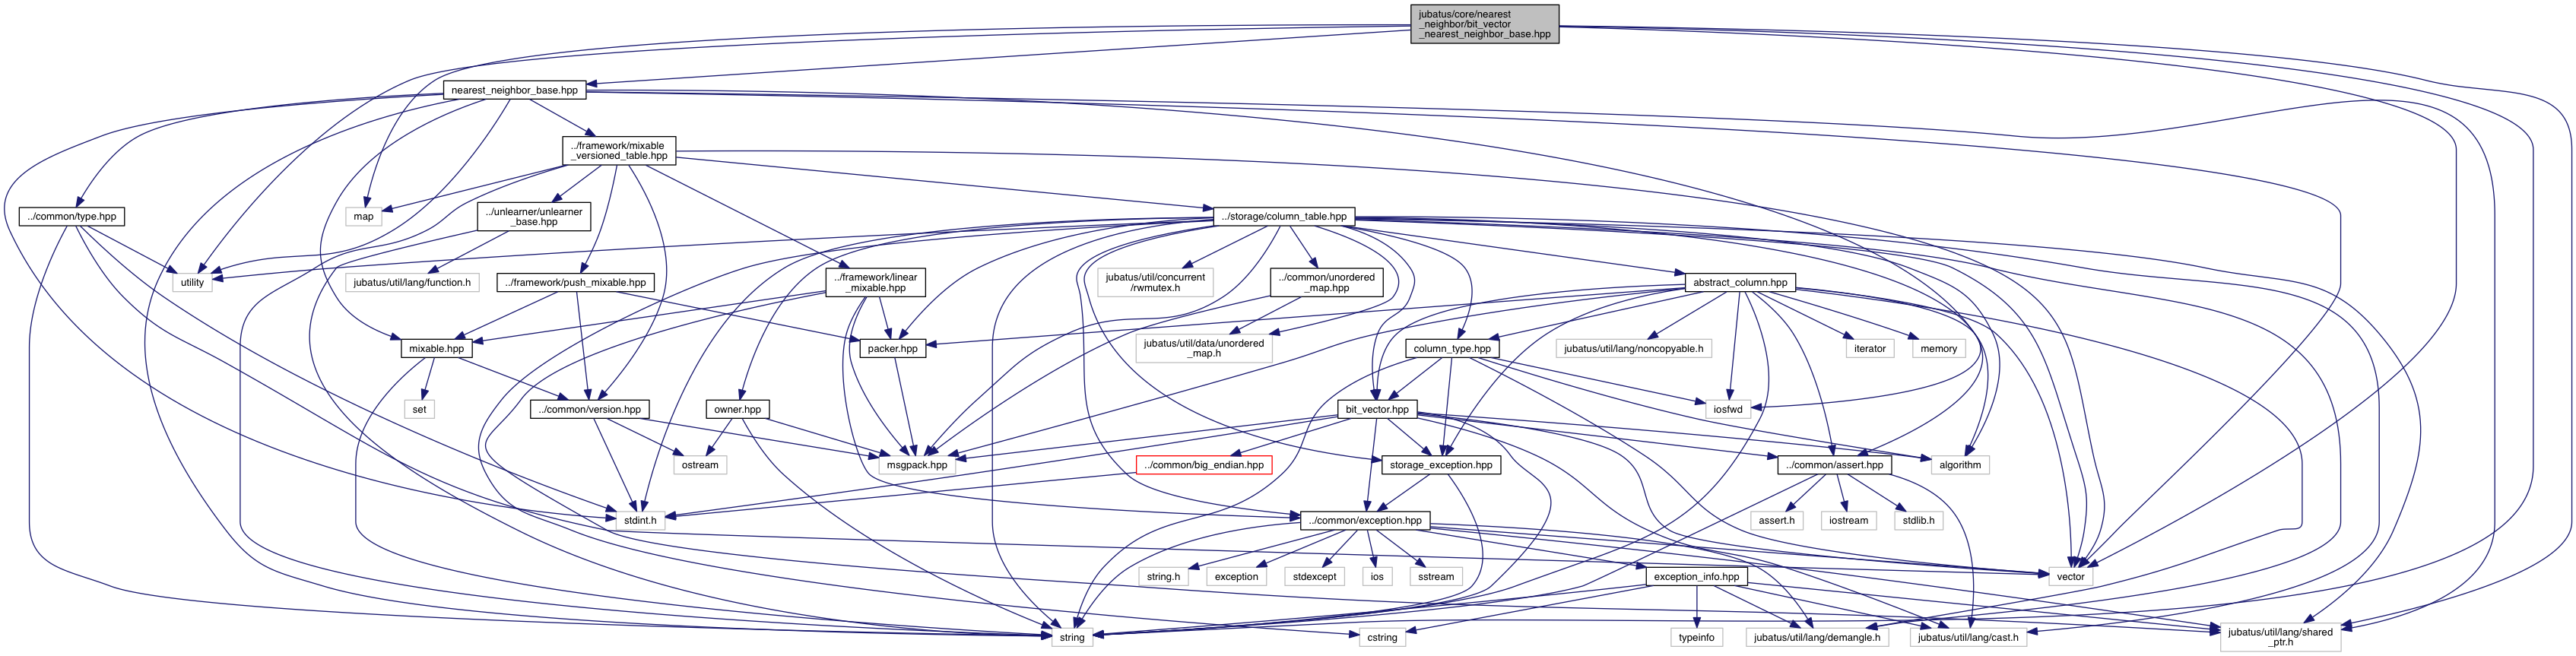 jubatus/core/nearest
_neighbor/bit_vector
_nearest_neighbor_base.hpp
nearest_neighbor_base.hpp
../framework/mixable
_versioned_table.hpp
../common/type.hpp
map
../unlearner/unlearner
_base.hpp
../storage/column_table.hpp
utility
jubatus/util/lang/function.h
../framework/push_mixable.hpp
../framework/linear
_mixable.hpp
jubatus/util/concurrent
/rwmutex.h
../common/unordered
_map.hpp
abstract_column.hpp
mixable.hpp
packer.hpp
jubatus/util/data/unordered
_map.h
column_type.hpp
jubatus/util/lang/noncopyable.h
iterator
memory
set
../common/version.hpp
owner.hpp
bit_vector.hpp
iosfwd
ostream
msgpack.hpp
../common/big_endian.hpp
storage_exception.hpp
../common/assert.hpp
algorithm
stdint.h
../common/exception.hpp
assert.h
iostream
stdlib.h
string.h
exception
stdexcept
ios
sstream
exception_info.hpp
vector
string
cstring
typeinfo
jubatus/util/lang/demangle.h
jubatus/util/lang/cast.h
jubatus/util/lang/shared
_ptr.h